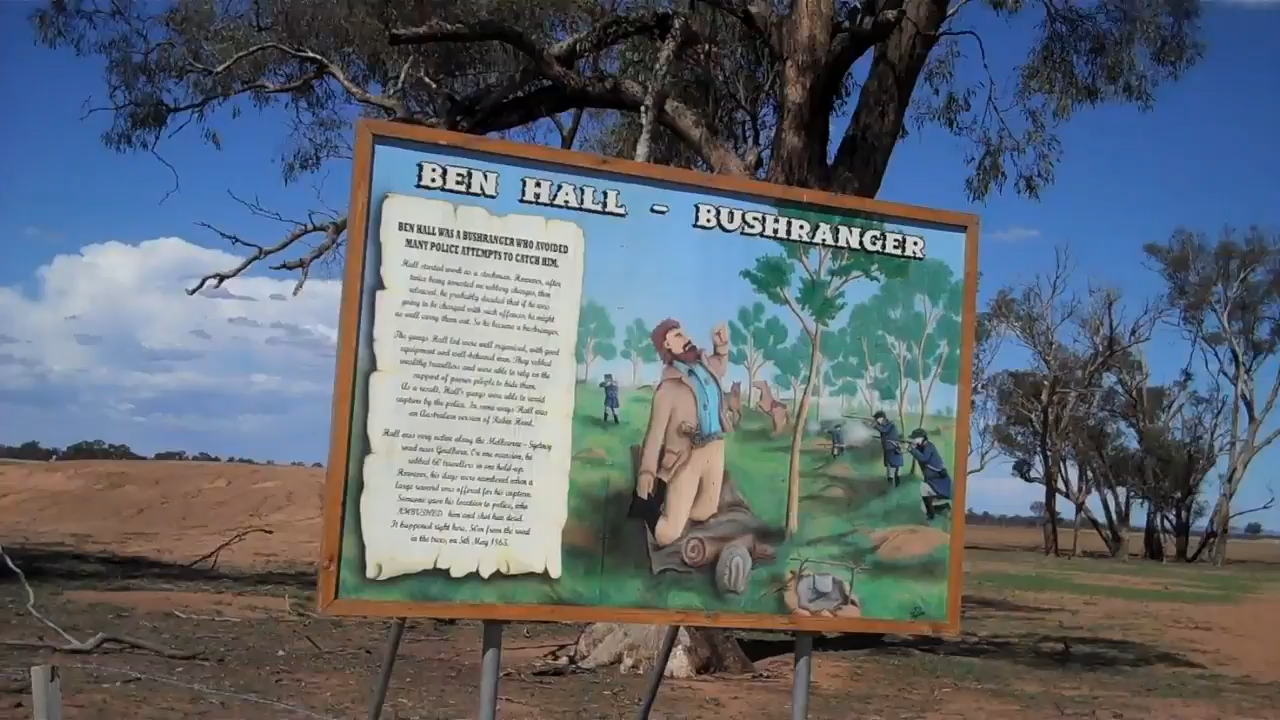 BEN HALL - BUSHRANGER
BEN HALL WAS A BUSHRANGER WHO AVOIDED
MANY POLICE ATTEMPTS TO CATCH HIM.
Hall started work as a stockman. However, after
twice being arrested on robbery charges, then
released, he probably decided that if he was
going to be charged with such offences, he might
as well carry them out. So he became a bushranger.
The gangs Hall led were well organised, with good
equipment and well-behaved men. They robbed
wealthy travellers and were able to rely on the
support of poorer people to hide them.
As a result, Hall's gangs were able to avoid
capture by the police. In some ways Hall was
an Australian version of Robin Hood.
Hall was very active along the Melbourne - Sydney
road near Goulburn. On one occasion, he
robbed 60 travellers in one hold-up.
However, his days were numbered when a
large reward was offered for his capture.
Someone gave his location to police, who
AMBUSHED him and shot him dead.
It happened right here, 50m from the road
in the trees, on 5th May